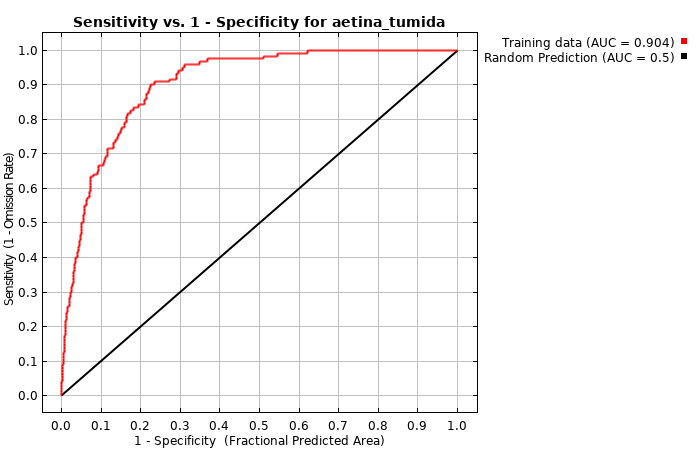 Sensitivity vs. 1 - Specificity for aetina_tumida
Training data (AUC = 0.904)
Random Prediction (AUC = 0.5)
Sensitivity (1 - Omission Rate)
1.0
0.9
0.8
0.7
0.6
0.5
0.4
0.3
0.2
0.1
0.0
0.0 0.1 0.2 0.3 0.4 0.5 0.6 0.7 0.8 0.9 1.0
1 - Specificity (Fractional Predicted Area)